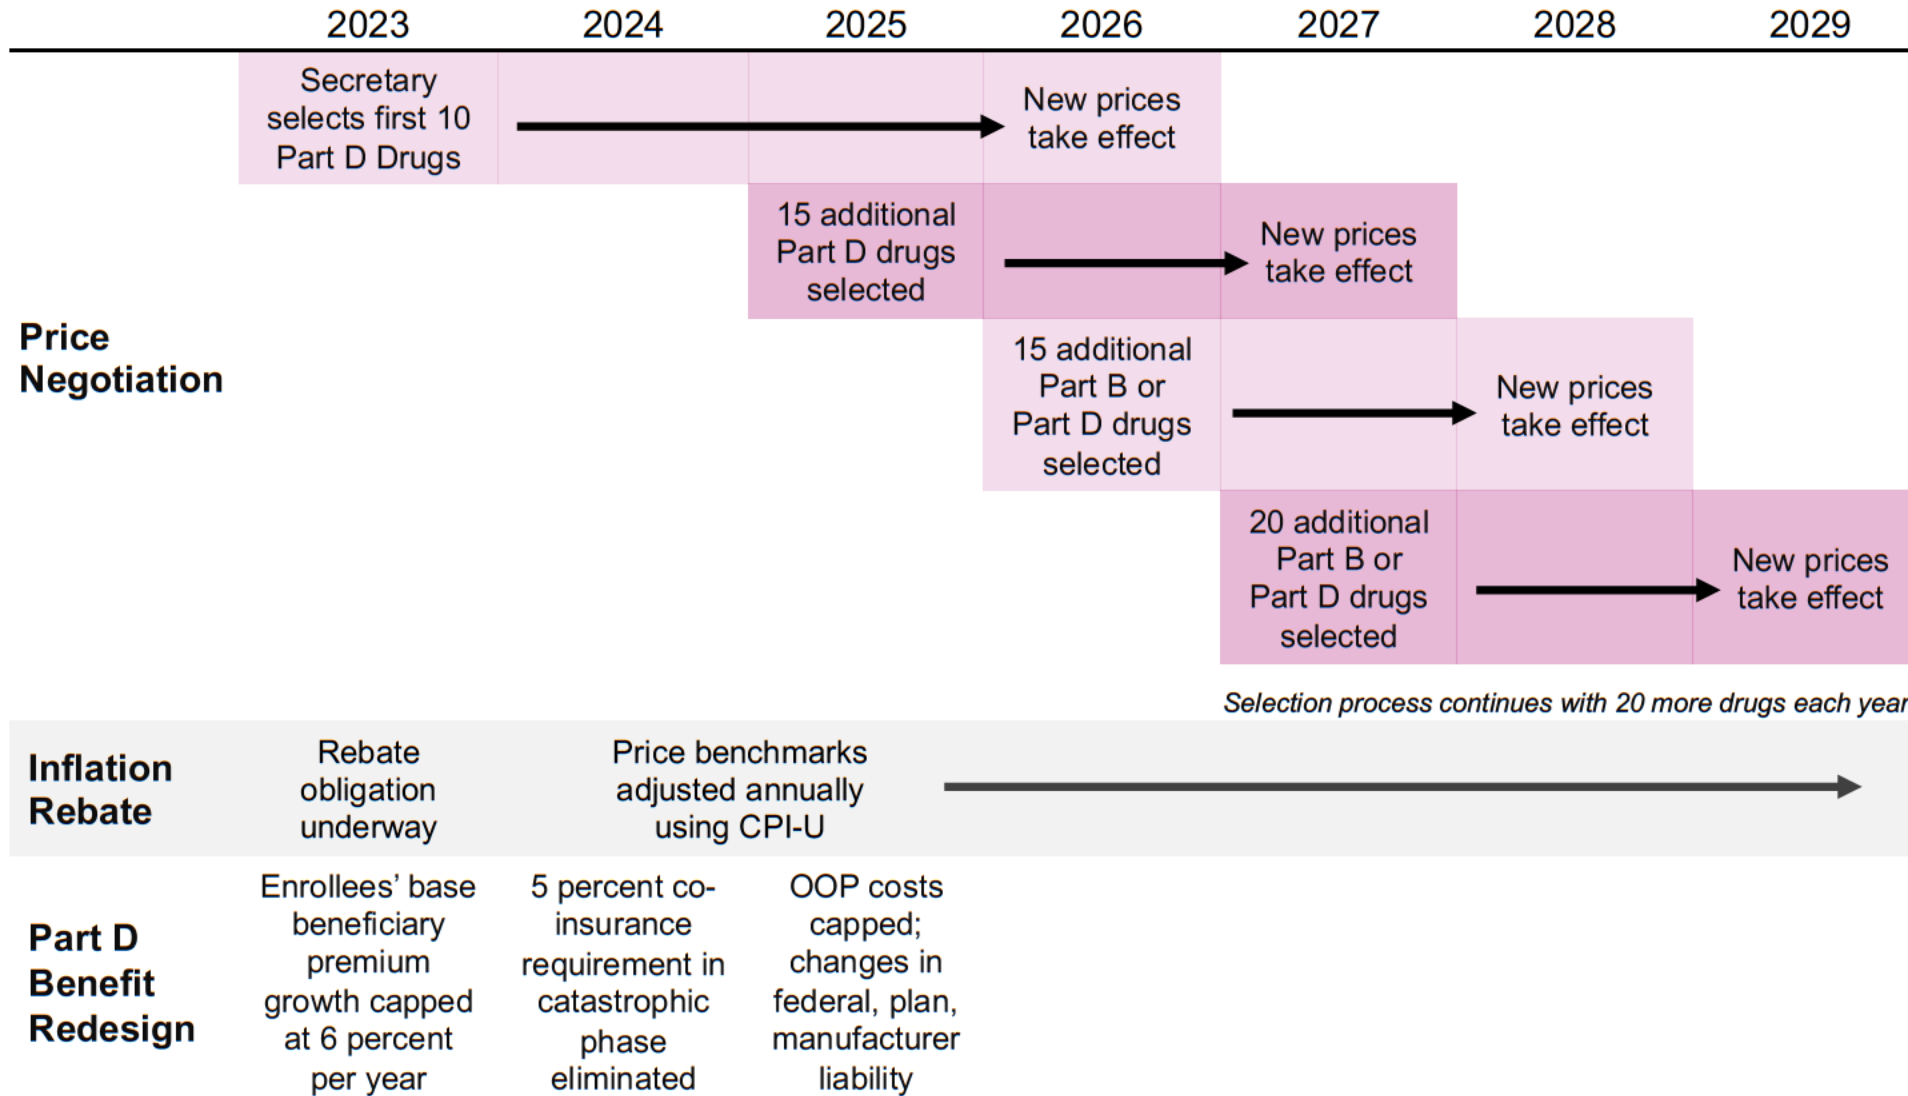 2023 2024 2025 2026 2027 2028 2029
Secretary
selects first 10
Part D Drugs
New prices
take effect
15 additional
Part D drugs
selected
New prices
take effect
Price
Negotiation
15 additional
Part B or
Part D drugs
selected
New prices
take effect
20 additional
Part B or
Part D drugs
selected
New prices
take effect
Selection process continues with 20 more drugs each year
Inflation
Rebate
Rebate
obligation
underway
Price benchmarks
adjusted annually
using CPI-U
Part D
Benefit
Redesign
Enrollees’ base
beneficiary
premium
growth capped
at 6 percent
per year
5 percent co-
insurance
requirement in
catastrophic
phase
eliminated
OOP costs
capped;
changes in
federal, plan,
manufacturer
liability